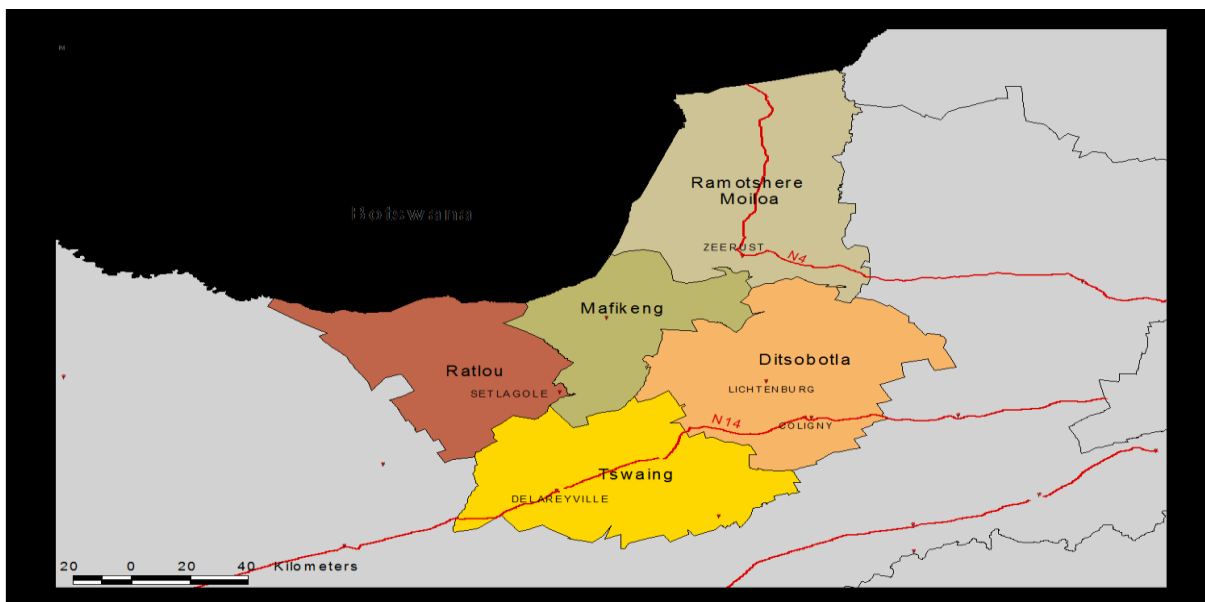 Botswana
Ramotshere
Moiloa
ZEERUST
N4
Mafikeng
Ratlou
SETLAGOLE
Ditsobotla
LICHTENBURG
N14
COLIGNY
Tswaing
DELAREYVILLE
20 0 20 40 Kilometers